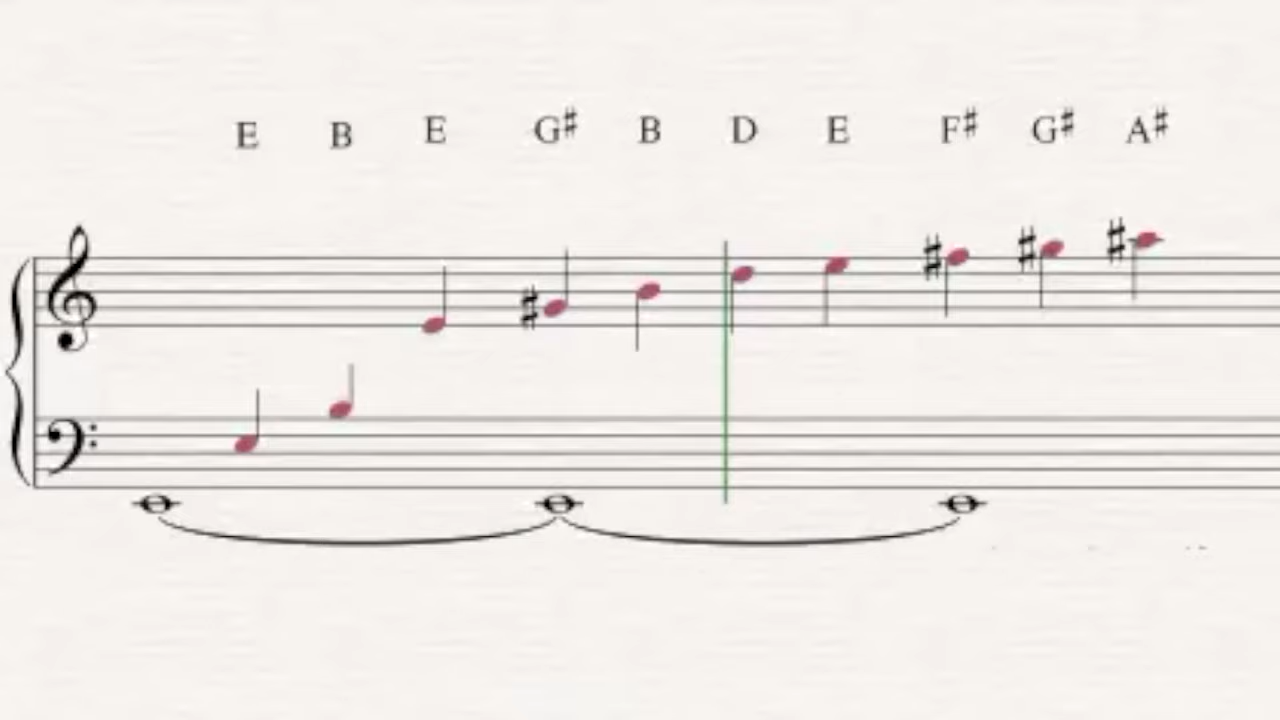 E B E G♯ B D E F♯ G♯ A♯